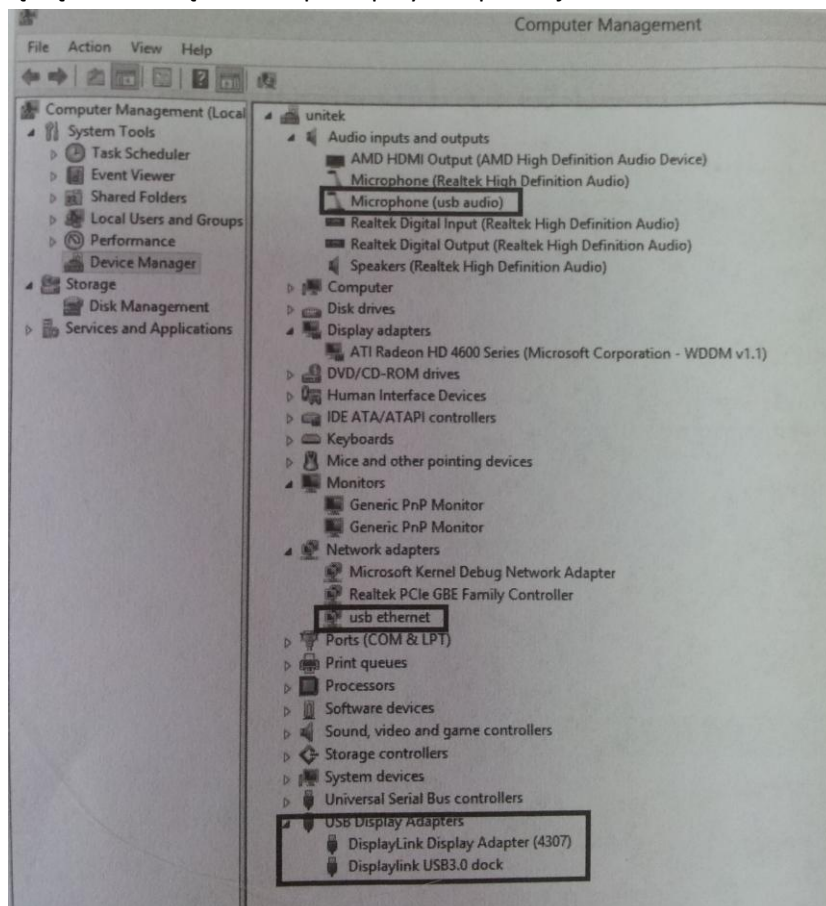 Computer Management
File Action View Help
Computer Management (Local
System Tools
Task Scheduler
Event Viewer
Shared Folders
Local Users and Groups
Performance
Device Manager
Storage
Disk Management
Services and Applications
unitek
Audio inputs and outputs
AMD HDMI Output (AMD High Definition Audio Device)
Microphone (Realtek High Definition Audio)
Microphone (usb audio)
Realtek Digital Input (Realtek High Definition Audio)
Realtek Digital Output (Realtek High Definition Audio)
Speakers (Realtek High Definition Audio)
Computer
Disk drives
Display adapters
ATI Radeon HD 4600 Series (Microsoft Corporation - WDDM v1.1)
DVD/CD-ROM drives
Human Interface Devices
IDE ATA/ATAPI controllers
Keyboards
Mice and other pointing devices
Monitors
Generic PnP Monitor
Generic PnP Monitor
Network adapters
Microsoft Kernel Debug Network Adapter
Realtek PCIe GBE Family Controller
usb ethernet
Ports (COM & LPT)
Print queues
Processors
Software devices
Sound, video and game controllers
Storage controllers
System devices
Universal Serial Bus controllers
USB Display Adapters
DisplayLink Display Adapter (4307)
Displaylink USB3.0 dock